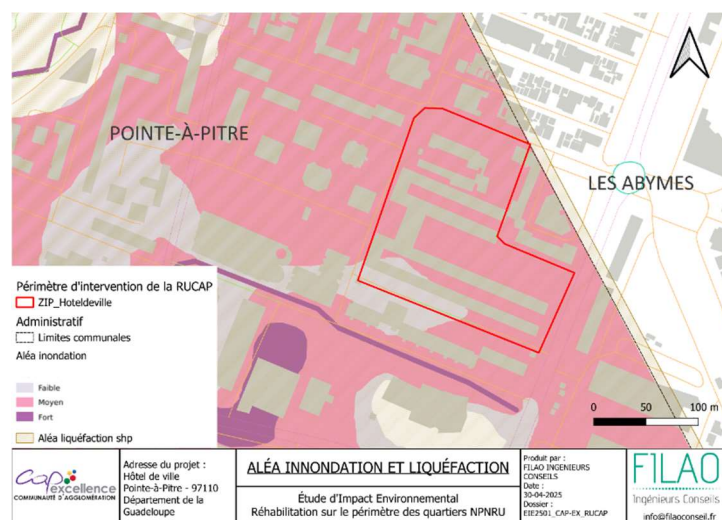 POINTE-À-PITRE
LES ABYMES
Périmètre d'intervention de la RUCAP
ZIP_Hoteldeville
Administratif
Limites communales
Aléa inondation
Faible
Moyen
Fort
Aléa liquéfaction shp
0 50 100 m
Cap excellence
COMMUNAUTÉ D'AGGLOMÉRATION
Adresse du projet :
Hôtel de ville
Pointe-à-Pitre - 97110
Département de la
Guadeloupe
ALÉA INNONDATION ET LIQUÉFACTION
Étude d'Impact Environnemental
Réhabilitation sur le périmètre des quartiers NPNRU
Produit par :
FILAO INGENIEURS
CONSEILS
Date :
30-04-2025
Dossier :
EIE2501_CAP-EX_RUCAP
FILAO
Ingénieurs Conseils
info@filaoconseil.fr